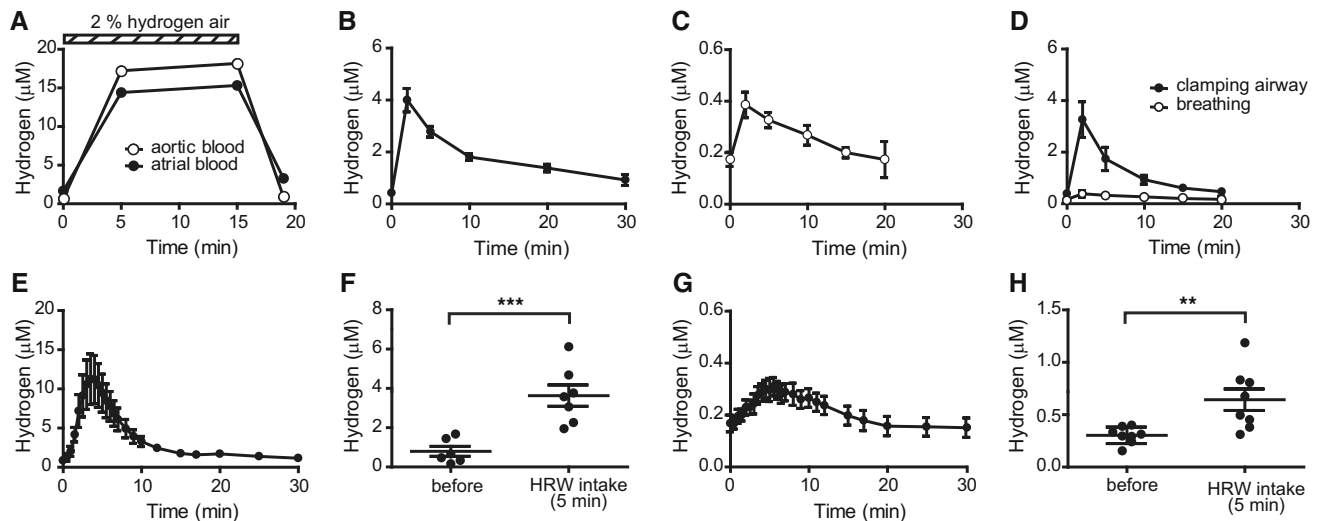 A
2 % hydrogen air
Hydrogen (μM)
20
15
10
5
0
aortic blood
atrial blood
0
5
10
15
20
Time (min)
B
Hydrogen (μM)
6
4
2
0
0
10
20
30
Time (min)
C
Hydrogen (μM)
0.6
0.4
0.2
0.0
0
10
20
30
Time (min)
D
Hydrogen (μM)
6
4
2
0
clamping airway
breathing
0
10
20
30
Time (min)
E
Hydrogen (μM)
20
15
10
5
0
0
10
20
30
Time (min)
F
Hydrogen (μM)
8
6
4
2
0
***
before
HRW intake
(5 min)
G
Hydrogen (μM)
0.6
0.4
0.2
0.0
0
10
20
30
Time (min)
H
Hydrogen (μM)
1.5
1.0
0.5
0.0
**
before
HRW intake
(5 min)